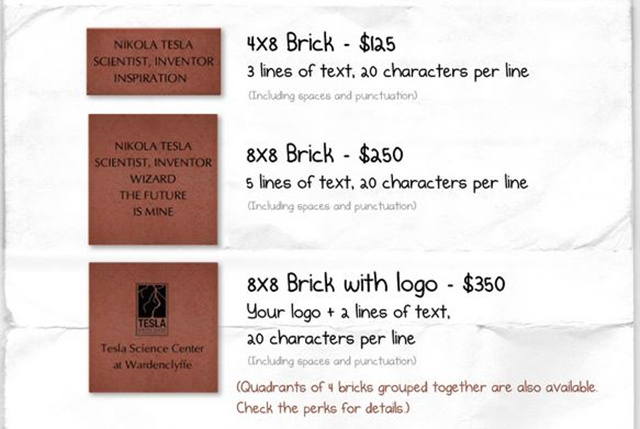 NIKOLA TESLA
SCIENTIST, INVENTOR
INSPIRATION
4X8 Brick - $125
3 lines of text, 20 characters per line
(Including spaces and punctuation)
NIKOLA TESLA
SCIENTIST, INVENTOR
WIZARD
THE FUTURE
IS MINE
8X8 Brick - $250
5 lines of text, 20 characters per line
(Including spaces and punctuation)
TESLA
Tesla Science Center
at Wardenclyffe
8X8 Brick with logo - $350
Your logo + 2 lines of text,
20 characters per line
(Including spaces and punctuation)
(Quadrants of 4 bricks grouped together are also available.
Check the perks for details.)